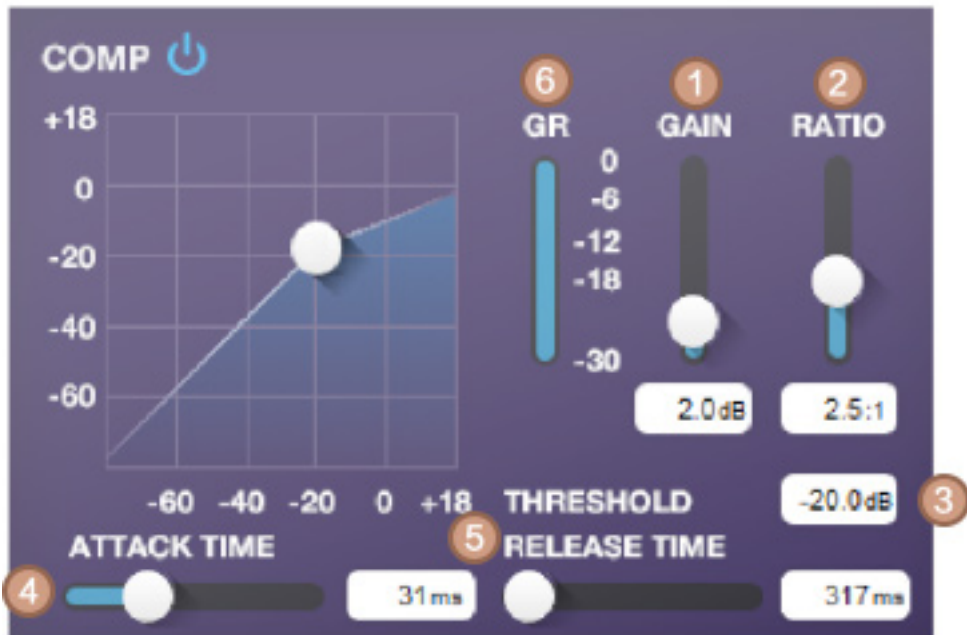 COMP
6 1 2
GR GAIN RATIO
+18
0
-20
-40
-60
0
-6
-12
-18
-30
2.0dB 2.5:1
-60 -40 -20 0 +18
THRESHOLD -20.0dB 3
ATTACK TIME
5 RELEASE TIME
4 31ms 317ms